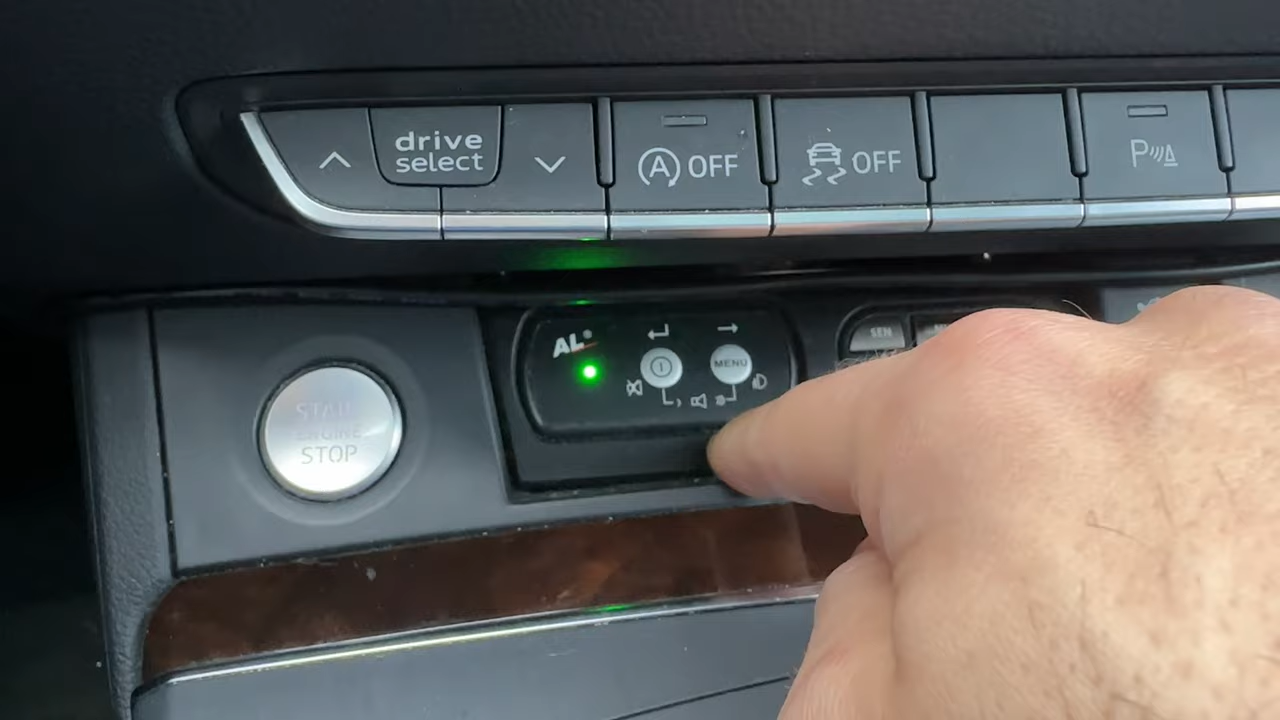 drive
select
A OFF
OFF
P
START
ENGINE
STOP
AL
MENU
SEN